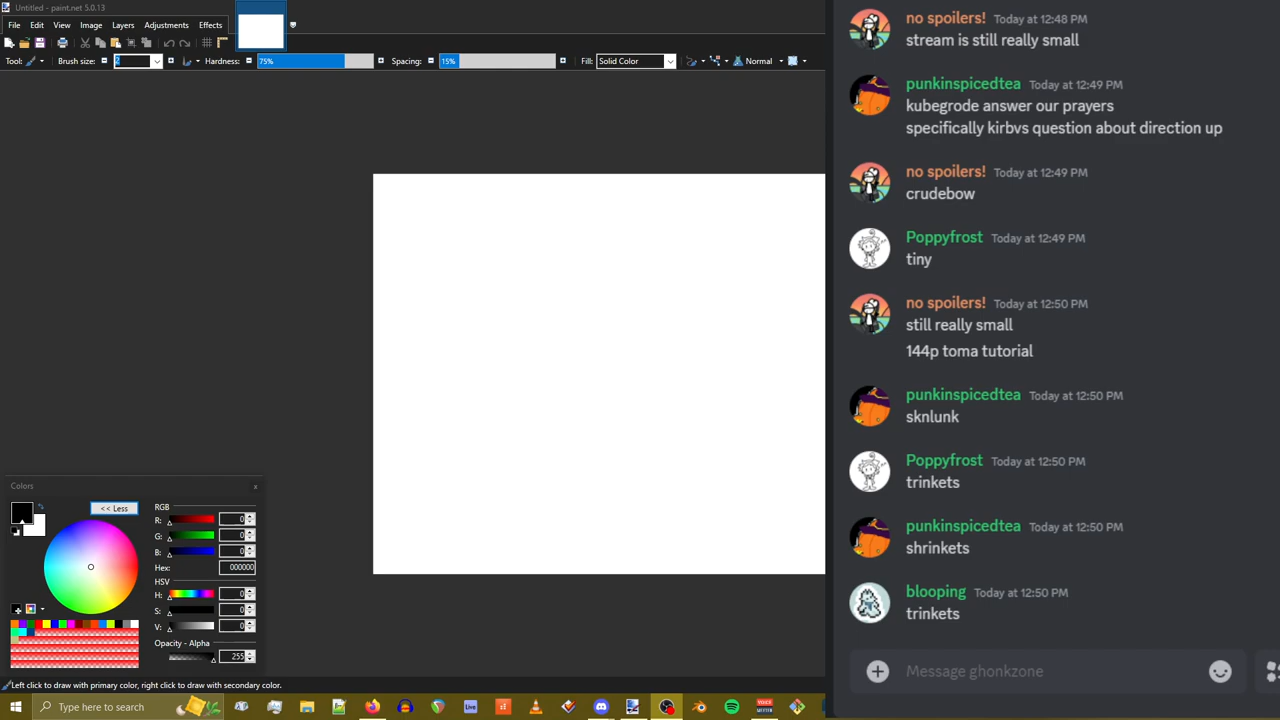 Untitled - paint.net 5.0.13
File Edit View Image Layers Adjustments Effects
Tool: Brush size: 2 Hardness: 75% Spacing: 15% Fill: Solid Color Normal
Colors
<< Less
RGB
R: 0
G: 0
B: 0
Hex: 000000
HSV
H: 0
S: 0
V: 0
Opacity - Alpha
255
Left click to draw with primary color, right click to draw with secondary color.
Type here to search
Live
VOICE
MEETER
no spoilers! Today at 12:48 PM
stream is still really small
punkinspicedtea Today at 12:49 PM
kubegrode answer our prayers
specifically kirbvs question about direction up
no spoilers! Today at 12:49 PM
crudebow
Poppyfrost Today at 12:49 PM
tiny
no spoilers! Today at 12:50 PM
still really small
144p toma tutorial
punkinspicedtea Today at 12:50 PM
sknlunk
Poppyfrost Today at 12:50 PM
trinkets
punkinspicedtea Today at 12:50 PM
shrinkets
blooping Today at 12:50 PM
trinkets
Message ghonkzone